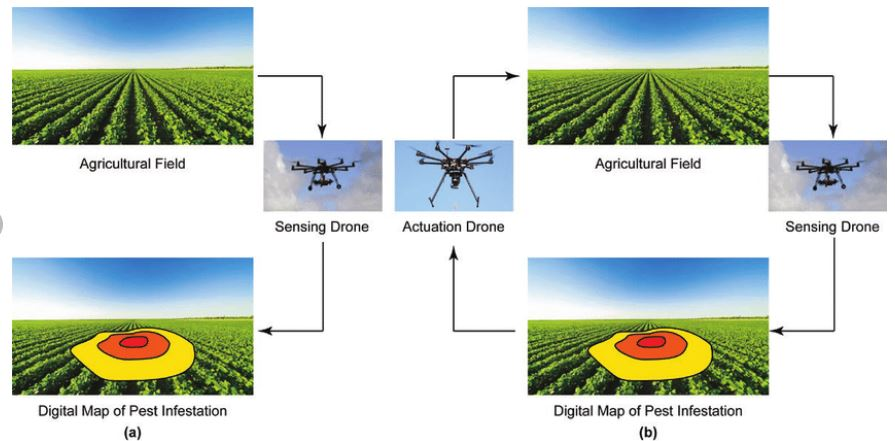 Agricultural Field
Sensing Drone
Digital Map of Pest Infestation
(a)
Actuation Drone
Agricultural Field
Sensing Drone
Digital Map of Pest Infestation
(b)